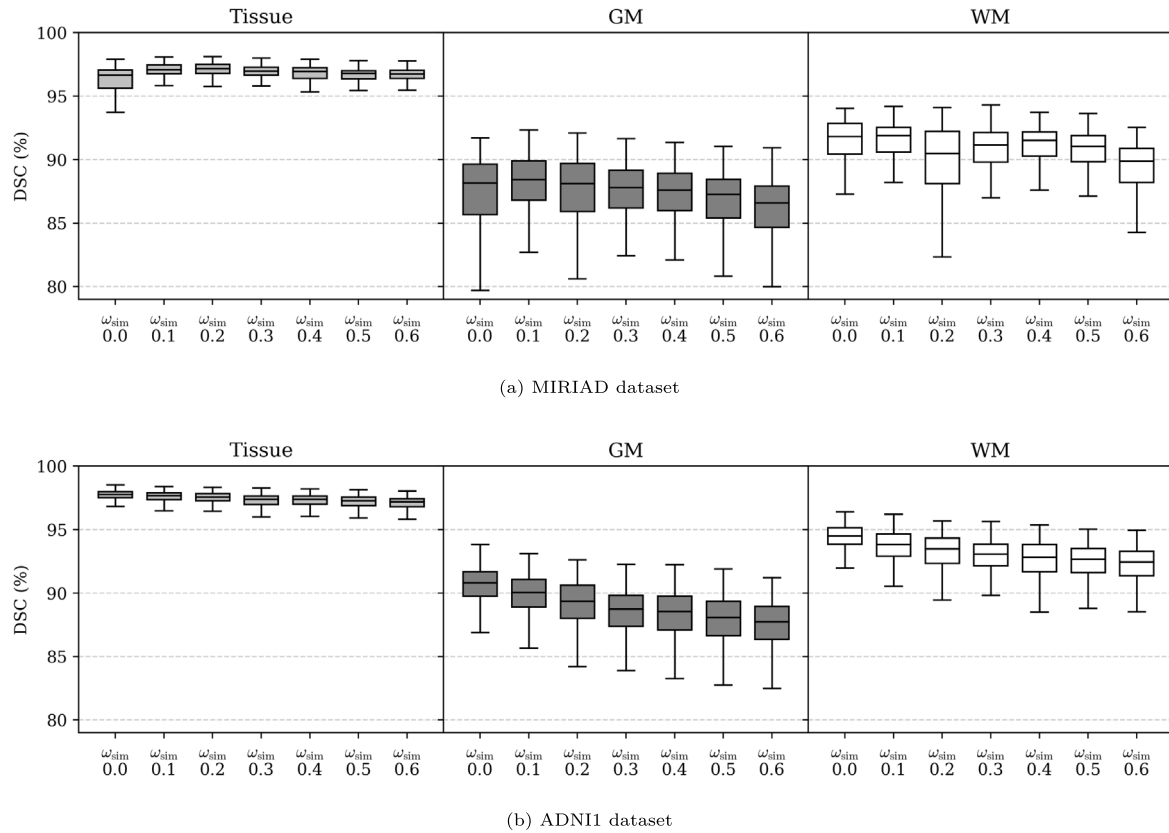 Tissue GM WM
100
95
90
85
80
DSC (%)
ω_sim ω_sim ω_sim ω_sim ω_sim ω_sim ω_sim ω_sim ω_sim ω_sim ω_sim ω_sim ω_sim ω_sim ω_sim ω_sim ω_sim ω_sim ω_sim ω_sim ω_sim
0.0 0.1 0.2 0.3 0.4 0.5 0.6 0.0 0.1 0.2 0.3 0.4 0.5 0.6 0.0 0.1 0.2 0.3 0.4 0.5 0.6
(a) MIRIAD dataset
Tissue GM WM
100
95
90
85
80
DSC (%)
ω_sim ω_sim ω_sim ω_sim ω_sim ω_sim ω_sim ω_sim ω_sim ω_sim ω_sim ω_sim ω_sim ω_sim ω_sim ω_sim ω_sim ω_sim ω_sim ω_sim ω_sim
0.0 0.1 0.2 0.3 0.4 0.5 0.6 0.0 0.1 0.2 0.3 0.4 0.5 0.6 0.0 0.1 0.2 0.3 0.4 0.5 0.6
(b) ADNI1 dataset